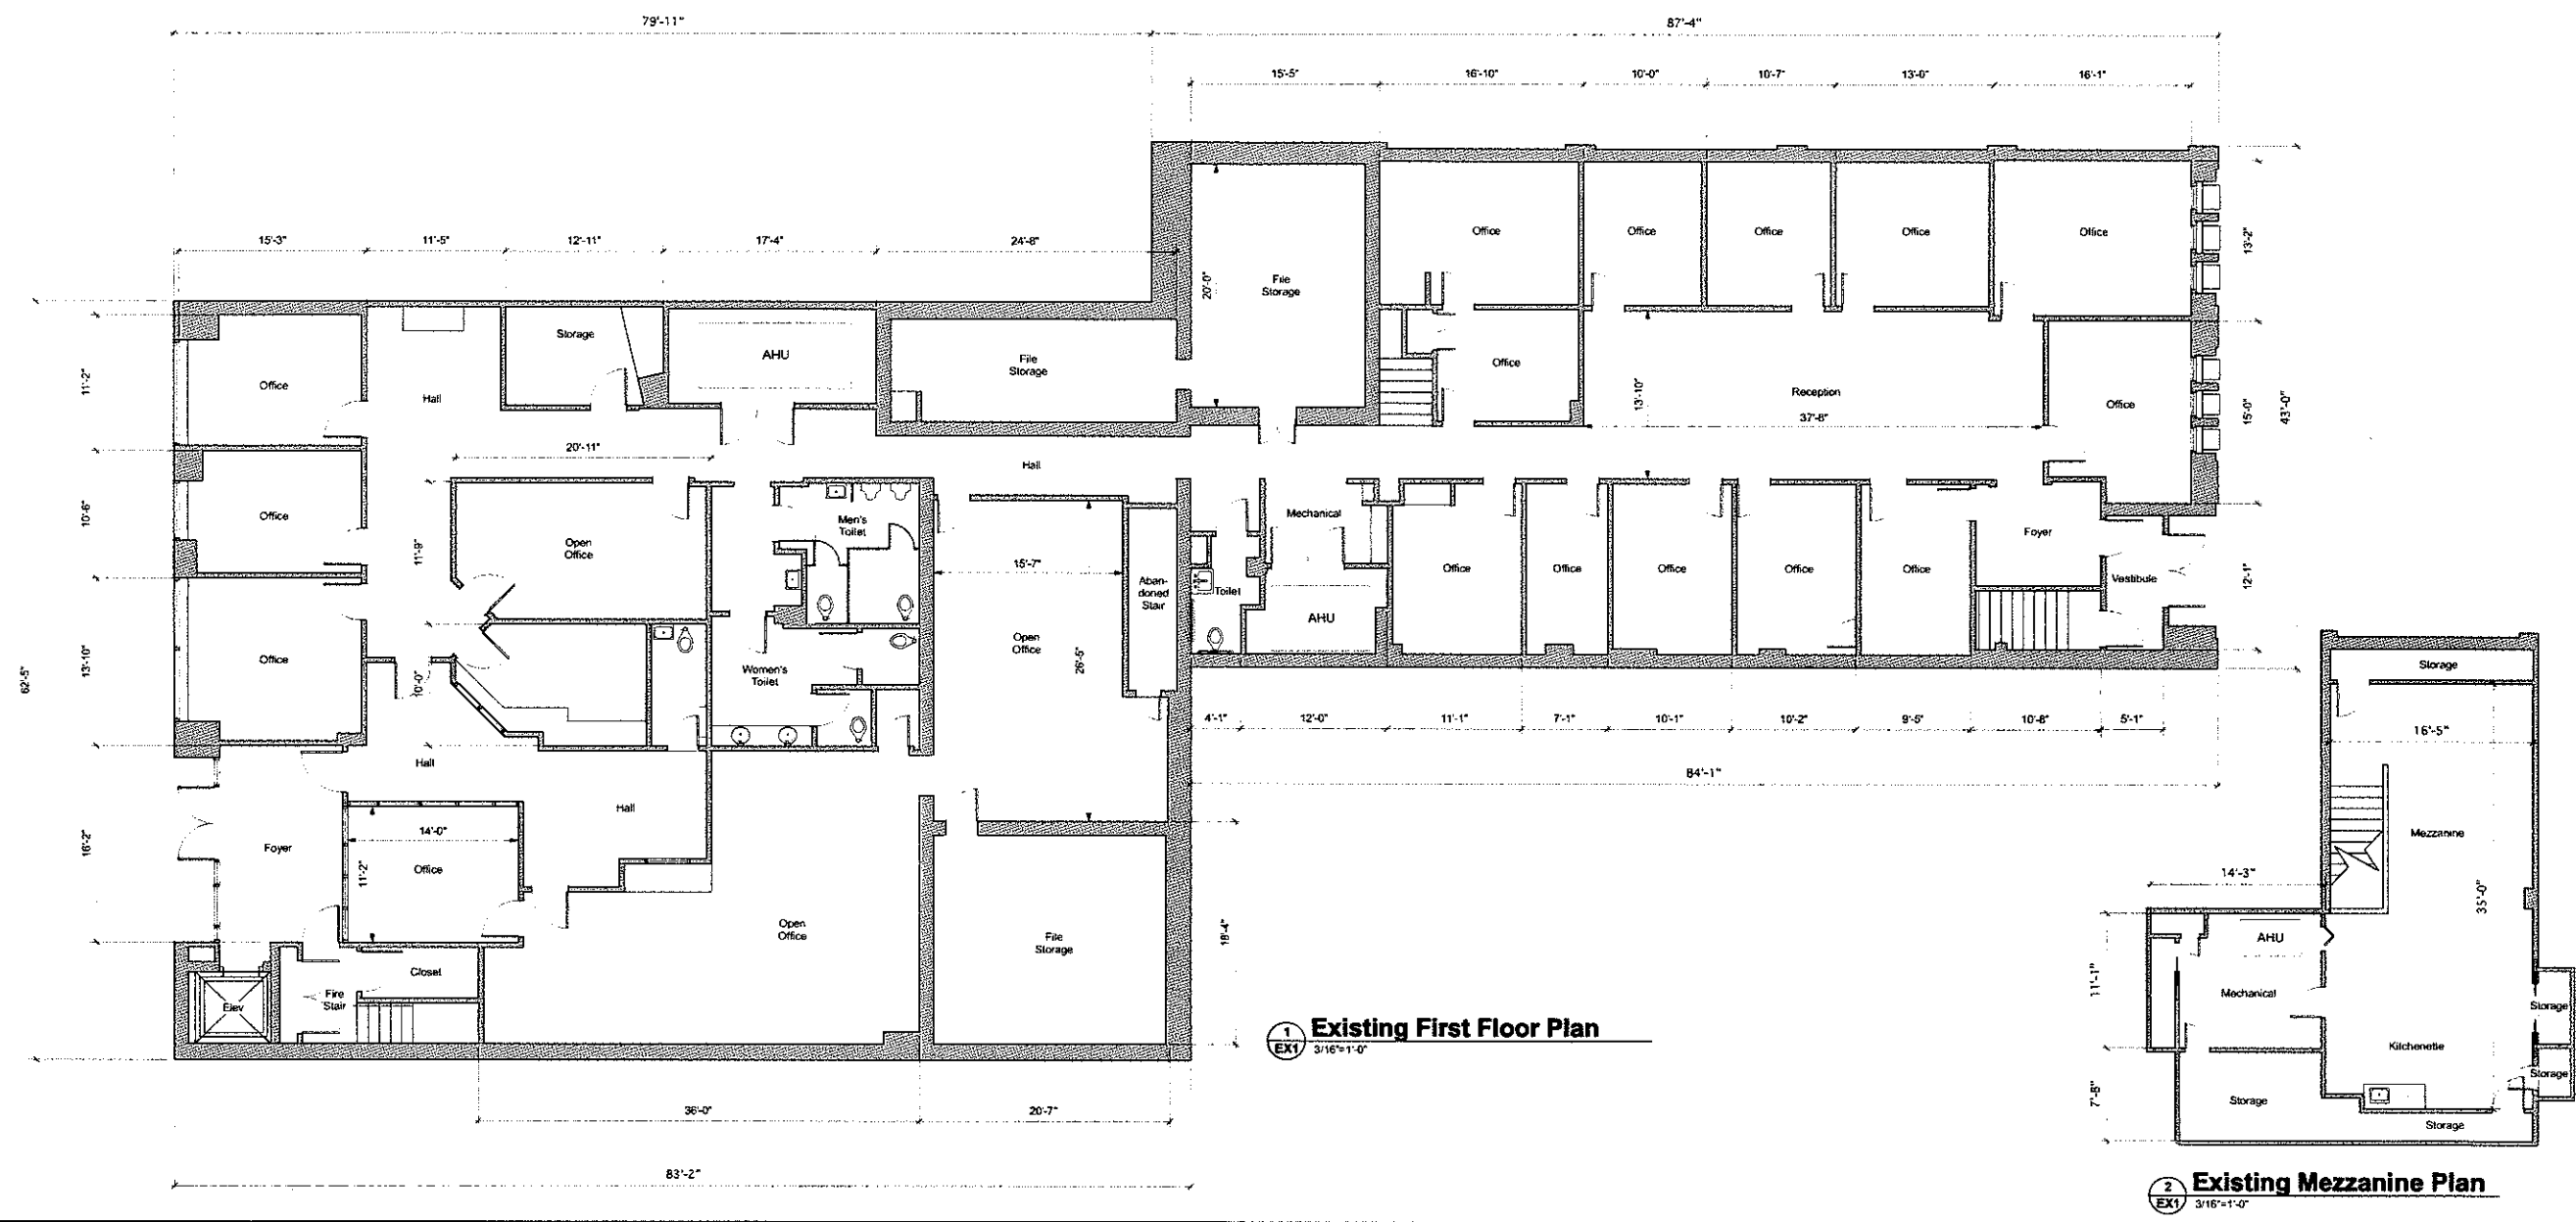 79'-11"
87'-4"
15'-5"
16'-10"
10'-0"
10'-7"
13'-0"
16'-1"
15'-3"
11'-5"
12'-11"
17'-4"
24'-8"
Office
Office
Office
Office
Office
13'-2"
File
Storage
20'-0"
Storage
AHU
File
Storage
Office
Office
Hall
11'-2"
Reception
13'-10"
37'-8"
Office
15'-0"
43'-0"
20'-11"
Hall
Office
10'-6"
11'-9"
Open
Office
Men's
Toilet
15'-7"
Aban-
doned
Stair
Mechanical
Toilet
AHU
Office
Office
Office
Office
Office
Foyer
Vestibule
12'-1"
Office
13'-10"
62'-5"
10'-0"
Women's
Toilet
Open
Office
26'-5"
4'-1"
12'-0"
11'-1"
7'-1"
10'-1"
10'-2"
9'-5"
10'-8"
5'-1"
84'-1"
Hall
Hall
16'-2"
Foyer
14'-0"
11'-2"
Office
Open
Office
File
Storage
18'-4"
Closet
Fire
Stair
Elev
36'-0"
20'-7"
83'-2"
1
EX1
Existing First Floor Plan
3/16"=1'-0"
Storage
16'-5"
Mezzanine
14'-3"
35'-0"
AHU
11'-1"
Mechanical
Storage
Kitchenette
Storage
7'-8"
Storage
Storage
2
EX1
Existing Mezzanine Plan
3/16"=1'-0"